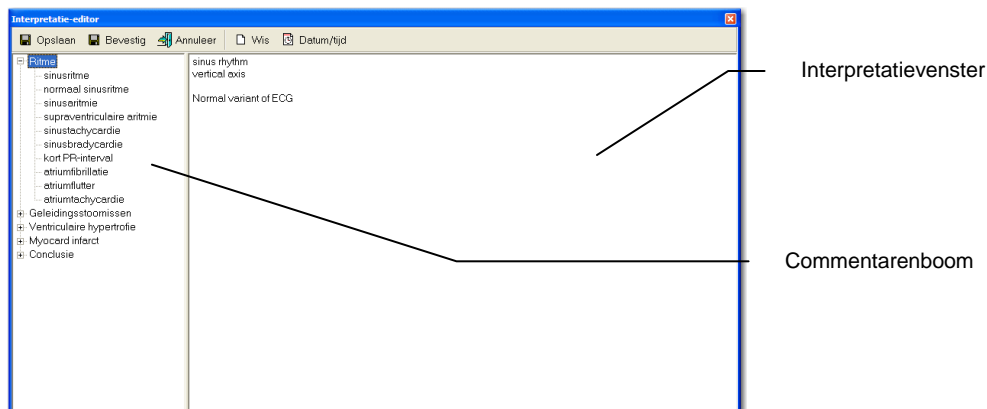 Interpretatie-editor
Opslaan Bevestig Annuleer Wis Datum/tijd
Ritme
sinusritme
normaal sinusritme
sinusaritmie
supraventriculaire aritmie
sinustachycardie
sinusbradycardie
kort PR-interval
atriumfibrillatie
atriumflutter
atriumtachycardie
Geleidingsstoornissen
Ventriculaire hypertrofie
Myocard infarct
Conclusie
sinus rhythm
vertical axis
Normal variant of ECG
Interpretatievenster
Commentarenboom